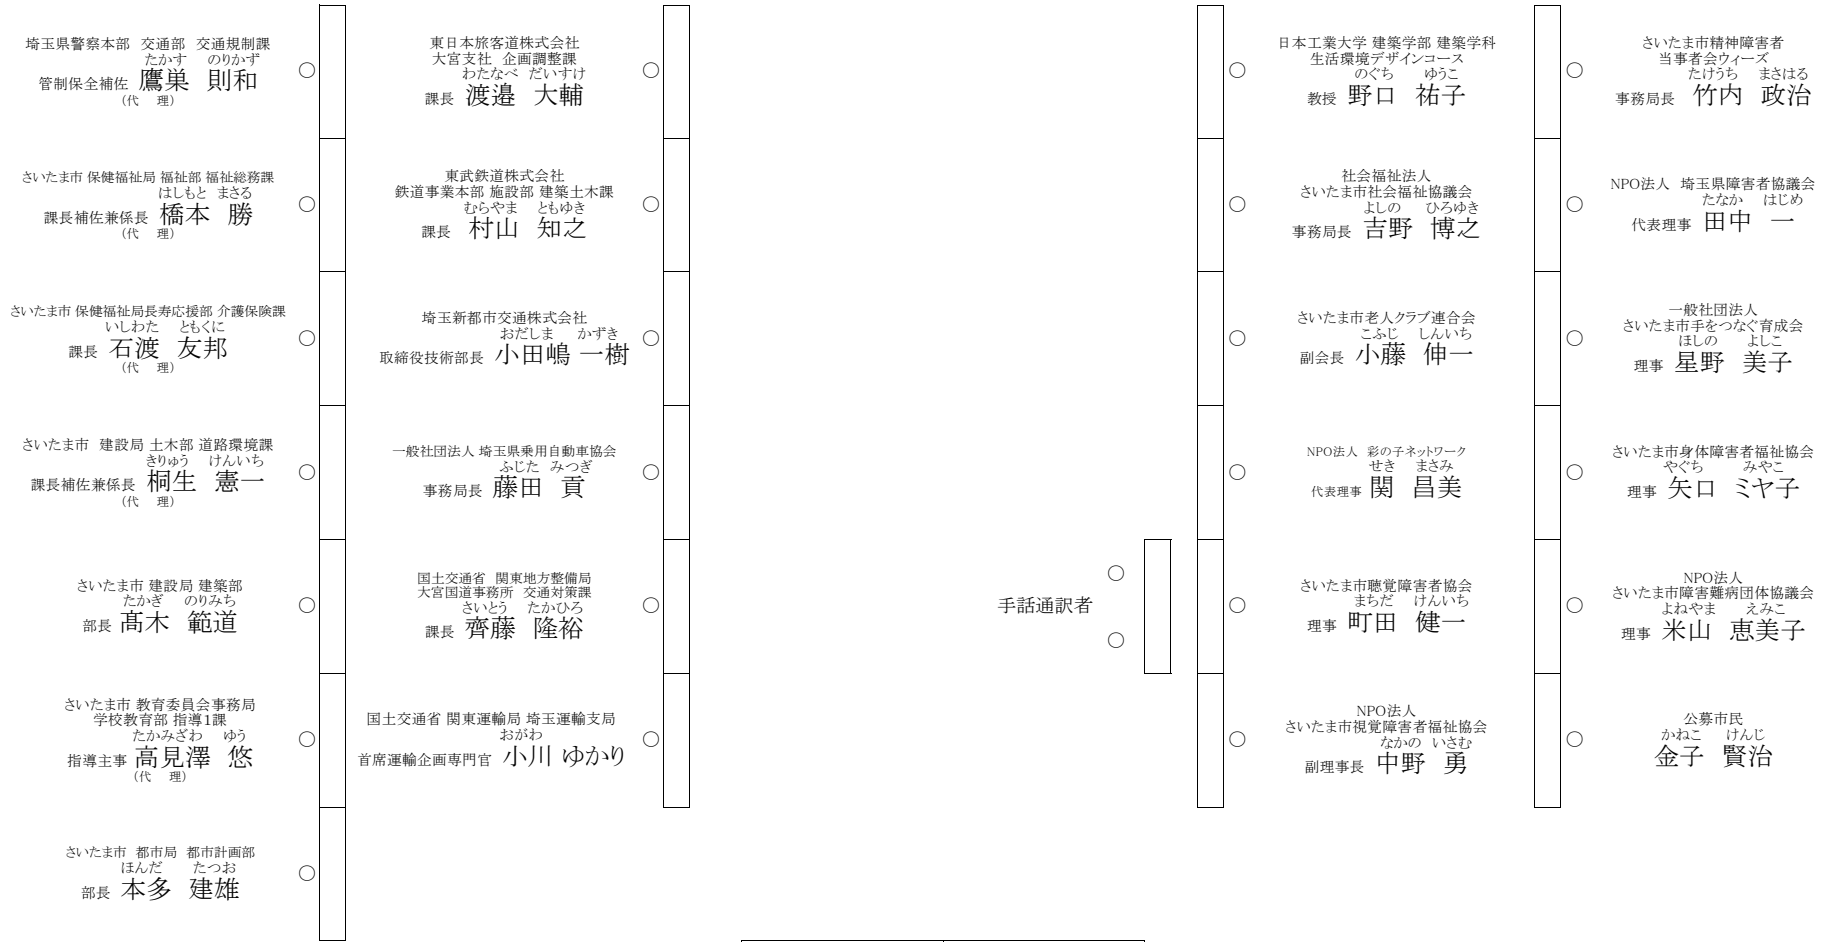 埼玉県警察本部 交通部 交通規制課
たかす のりかず
管制保全補佐 鷹巣 則和
（代 理）
さいたま市 保健福祉局 福祉部 福祉総務課
はしもと まさる
課長補佐兼係長 橋本 勝
（代 理）
さいたま市 保健福祉局長寿応援部 介護保険課
いしわた ともくに
課長 石渡 友邦
（代 理）
さいたま市 建設局 土木部 道路環境課
きりゅう けんいち
課長補佐兼係長 桐生 憲一
（代 理）
さいたま市 建設局 建築部
たかぎ のりみち
部長 髙木 範道
さいたま市 教育委員会事務局
学校教育部 指導1課
たかみざわ ゆう
指導主事 高見澤 悠
（代 理）
さいたま市 都市局 都市計画部
ほんだ たつお
部長 本多 建雄
東日本旅客道株式会社
大宮支社 企画調整課
わたなべ だいすけ
課長 渡邉 大輔
東武鉄道株式会社
鉄道事業本部 施設部 建築土木課
むらやま ともゆき
課長 村山 知之
埼玉新都市交通株式会社
おだしま かずき
取締役技術部長 小田嶋 一樹
一般社団法人 埼玉県乗用自動車協会
ふじた みつぎ
事務局長 藤田 貢
国土交通省 関東地方整備局
大宮国道事務所 交通対策課
さいとう たかひろ
課長 齊藤 隆裕
国土交通省 関東運輸局 埼玉運輸支局
おがわ
首席運輸企画専門官 小川 ゆかり
手話通訳者
日本工業大学 建築学部 建築学科
生活環境デザインコース
のぐち ゆうこ
教授 野口 祐子
社会福祉法人
さいたま市社会福祉協議会
よしの ひろゆき
事務局長 吉野 博之
さいたま市老人クラブ連合会
こふじ しんいち
副会長 小藤 伸一
NPO法人 彩の子ネットワーク
せき まさみ
代表理事 関 昌美
さいたま市聴覚障害者協会
まちだ けんいち
理事 町田 健一
NPO法人
さいたま市視覚障害者福祉協会
なかの いさむ
副理事長 中野 勇
さいたま市精神障害者
当事者会ウィーズ
たけうち まさはる
事務局長 竹内 政治
NPO法人 埼玉県障害者協議会
たなか はじめ
代表理事 田中 一
一般社団法人
さいたま市手をつなぐ育成会
ほしの よしこ
理事 星野 美子
さいたま市身体障害者福祉協会
やぐち みやこ
理事 矢口 ミヤ子
NPO法人
さいたま市障害難病団体協議会
よねやま えみこ
理事 米山 恵美子
公募市民
かねこ けんじ
金子 賢治